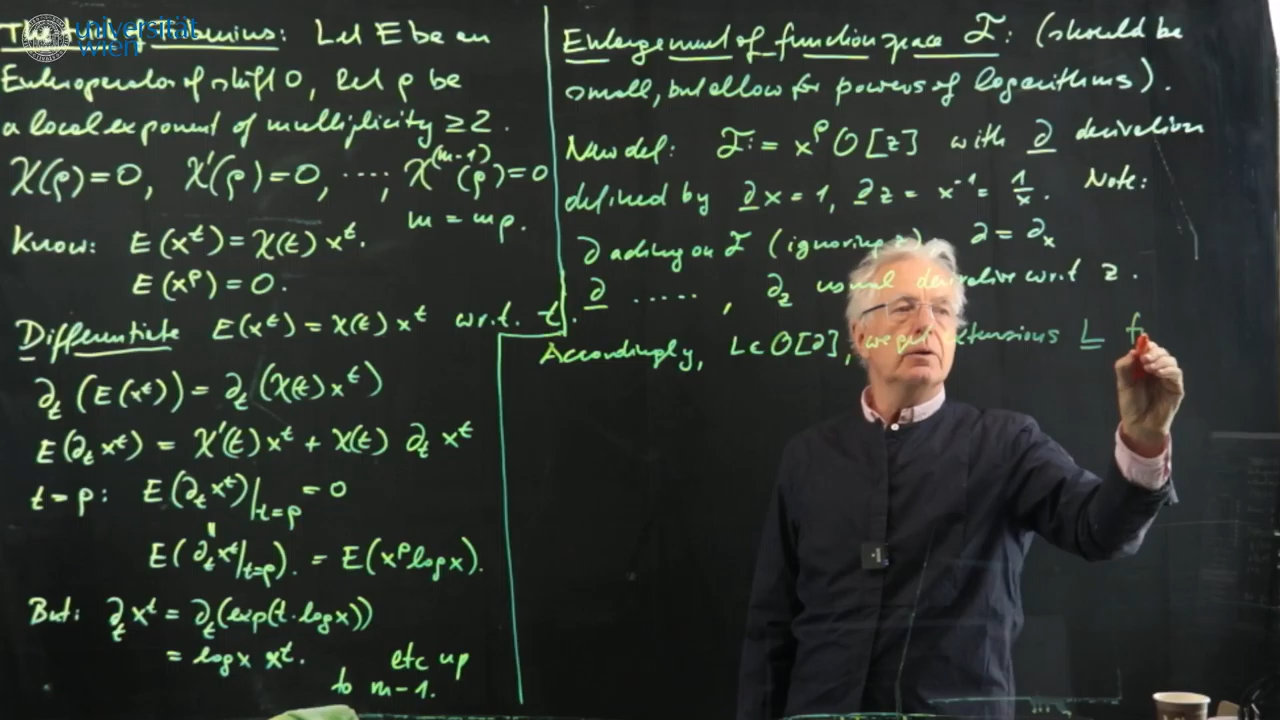 universität
wien
The trick of Frobenius: Let E be an
Euler operator of shift 0, let ρ be
a local exponent of multiplicity ≥ 2.
χ(ρ)=0, χ'(ρ)=0, ...., χ^(m-1)(ρ)=0
m = mρ.
Know: E(x^t) = χ(t) x^t.
E(x^ρ) = 0.
Differentiate E(x^t) = χ(t) x^t w.r.t. t.
∂_t (E(x^t)) = ∂_t (χ(t) x^t)
E(∂_t x^t) = χ'(t) x^t + χ(t) ∂_t x^t
t = ρ: E(∂_t x^t)|_{t=ρ} = 0
E(∂_t x^t|_{t=ρ}). = E(x^ρ log x).
But: ∂_t x^t = ∂_t (exp(t·log x))
= log x x^t.
etc up
to m-1.
Enlargement of function space F: (should be
small, but allow for powers of logarithms).
New def: F := x^ρ O[z] with ∂ derivation
defined by ∂x = 1, ∂z = x^-1 = 1/x. Note:
∂ acting on F (ignoring z) ∂ = ∂_x
∂ ......, ∂_z usual derivative w.r.t z.
Accordingly, L ∈ O[∂], we get extensions L f